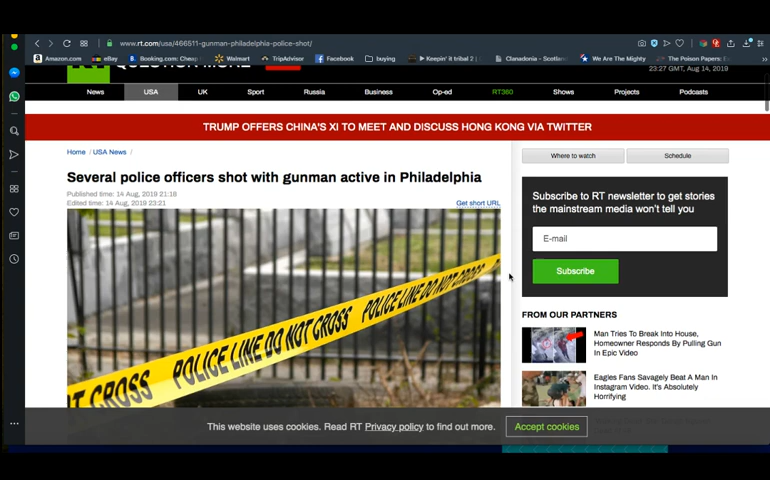 www.rt.com/usa/466511-gunman-philadelphia-police-shot/
Amazon.com eBay Booking.com: Cheap Walmart TripAdvisor Facebook buying Keepin' it tribal 2 Clanadonia - Scotlan We Are The Mighty The Poison Papers: E
RT QUESTION MORE
23:27 GMT, Aug 14, 2019
News USA UK Sport Russia Business Op-ed RT360 Shows Projects Podcasts
TRUMP OFFERS CHINA'S XI TO MEET AND DISCUSS HONG KONG VIA TWITTER
Home / USA News /
Several police officers shot with gunman active in Philadelphia
Published time: 14 Aug, 2019 21:18
Edited time: 14 Aug, 2019 23:21
Get short URL
POLICE LINE DO NOT CROSS POLICE LINE DO NOT CROSS
T CROSS
Where to watch Schedule
Subscribe to RT newsletter to get stories
the mainstream media won't tell you
E-mail
Subscribe
FROM OUR PARTNERS
Man Tries To Break Into House,
Homeowner Responds By Pulling Gun
In Epic Video
Eagles Fans Savagely Beat A Man In
Instagram Video. It's Absolutely
Horrifying
This website uses cookies. Read RT Privacy policy to find out more.
Accept cookies